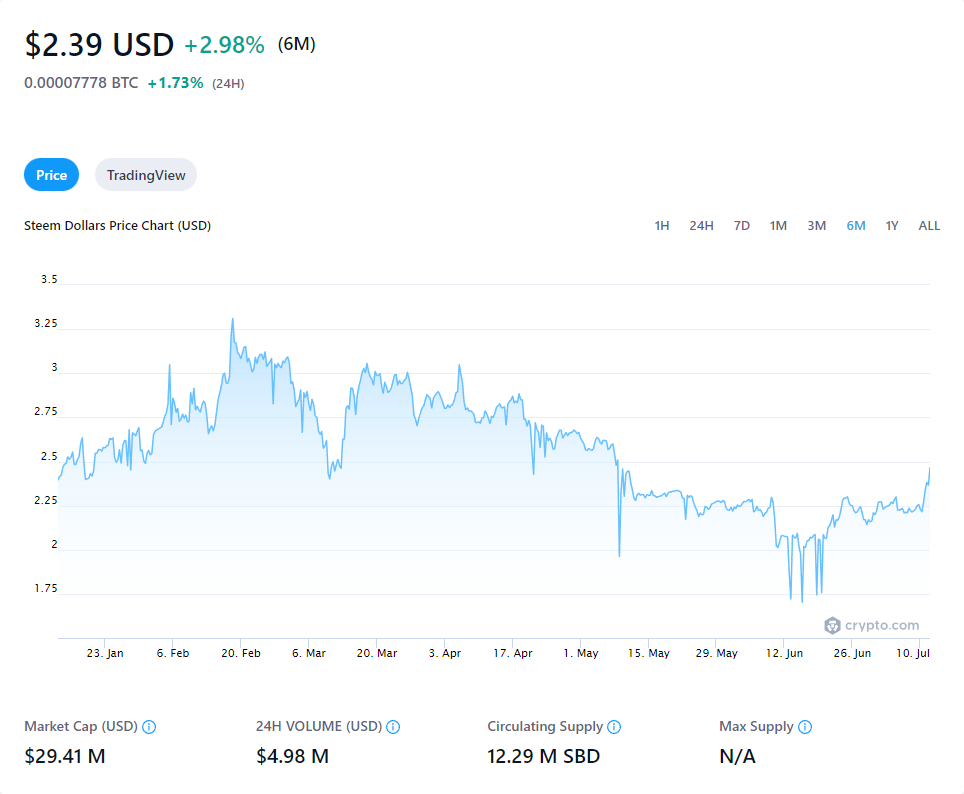 $2.39 USD +2.98% (6M)
0.00007778 BTC +1.73% (24H)
Price TradingView
Steem Dollars Price Chart (USD) 1H 24H 7D 1M 3M 6M 1Y ALL
3.5
3.25
3
2.75
2.5
2.25
2
1.75
crypto.com
23. Jan 6. Feb 20. Feb 6. Mar 20. Mar 3. Apr 17. Apr 1. May 15. May 29. May 12. Jun 26. Jun 10. Jul
Market Cap (USD) 24H VOLUME (USD) Circulating Supply Max Supply
$29.41 M $4.98 M 12.29 M SBD N/A